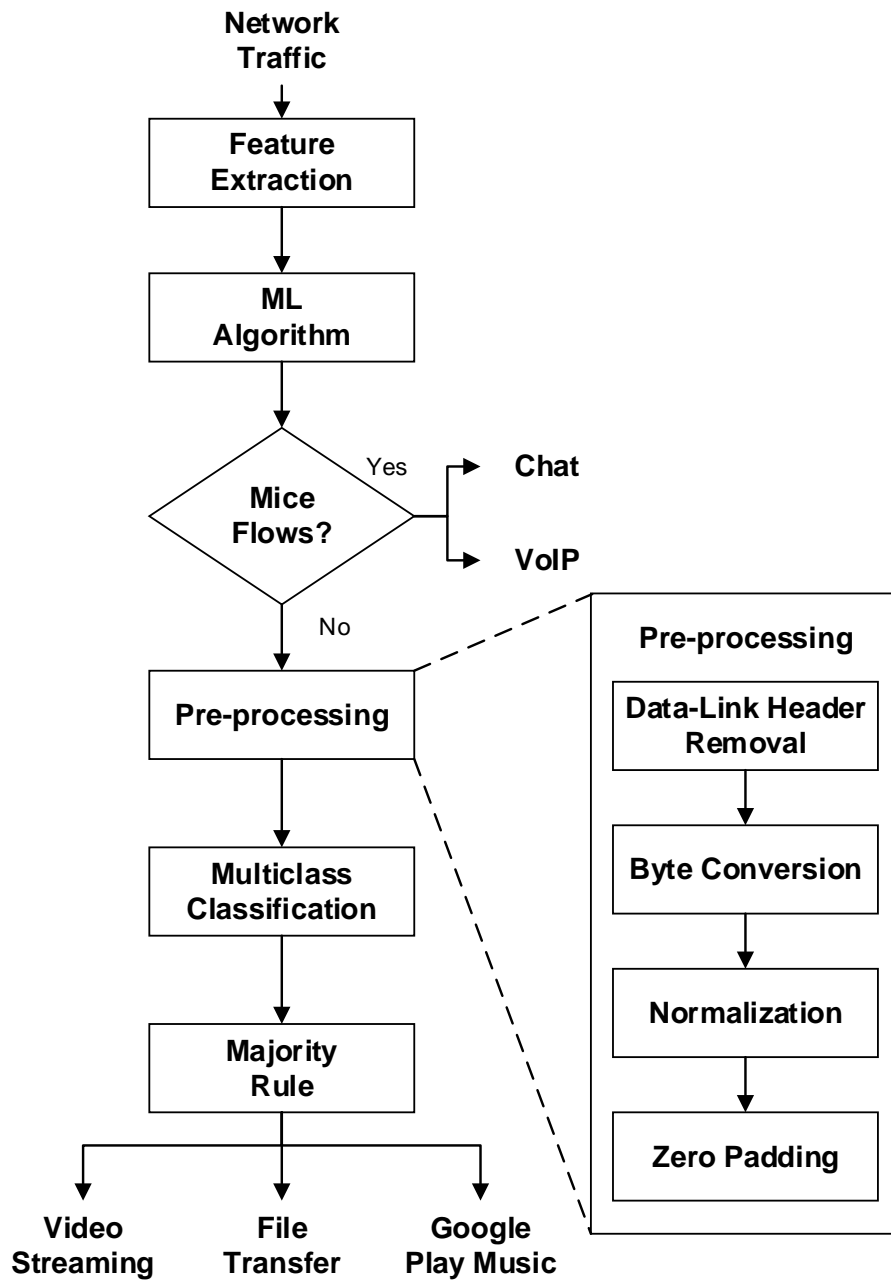 Network
Traffic
Feature
Extraction
ML
Algorithm
Mice
Flows?
Yes
Chat
VoIP
No
Pre-processing
Multiclass
Classification
Majority
Rule
Video
Streaming
File
Transfer
Google
Play Music
Pre-processing
Data-Link Header
Removal
Byte Conversion
Normalization
Zero Padding